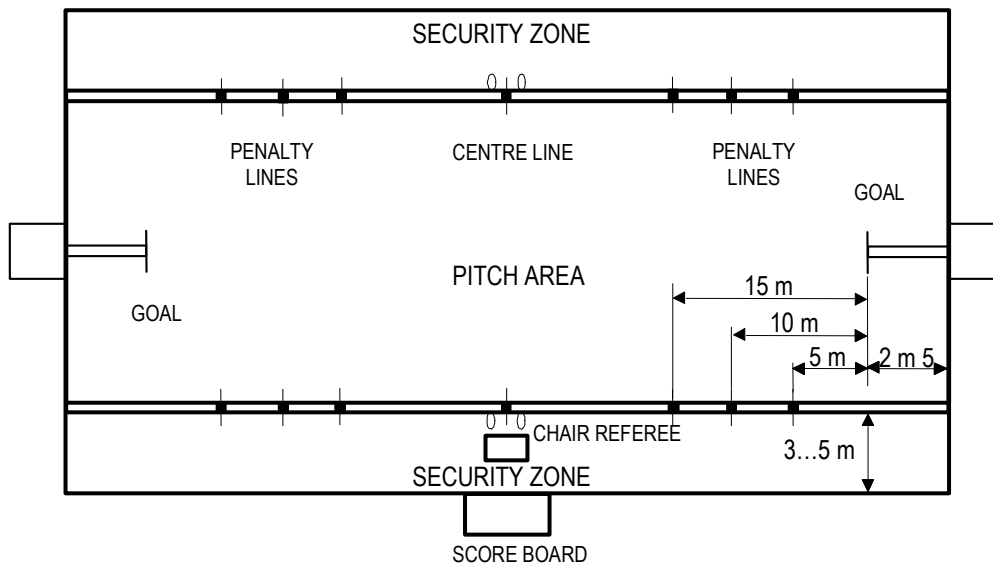 SECURITY ZONE
PENALTY
LINES
CENTRE LINE
PENALTY
LINES
GOAL
PITCH AREA
15 m
GOAL
10 m
5 m
2 m 5
CHAIR REFEREE
3...5 m
SECURITY ZONE
SCORE BOARD